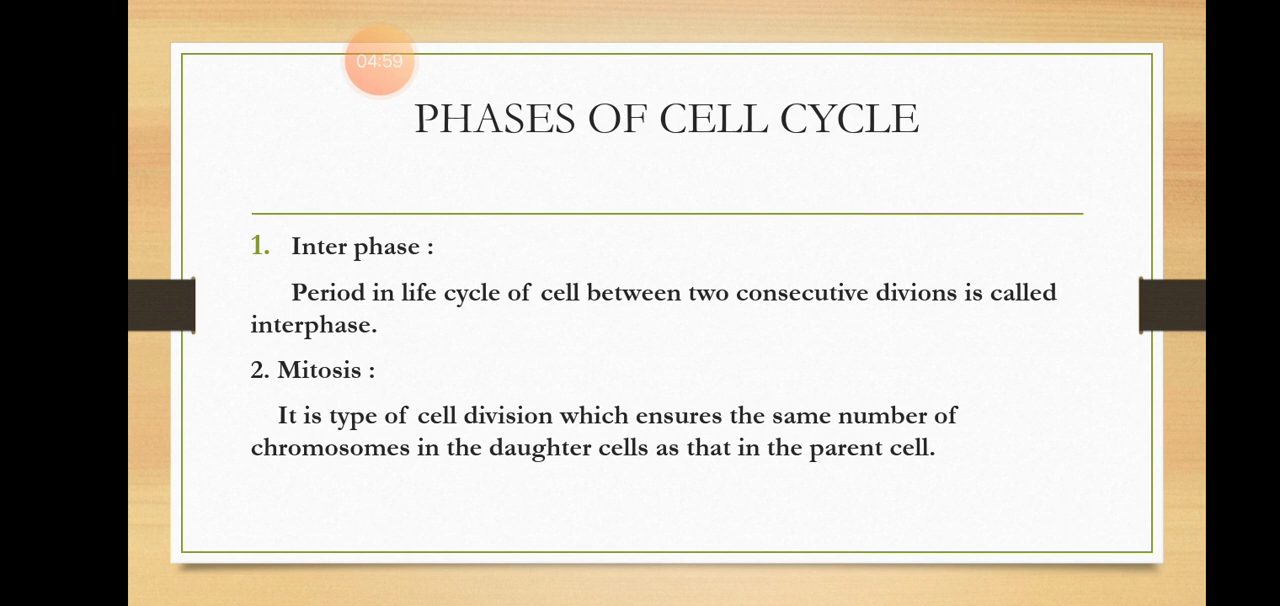 04:59
PHASES OF CELL CYCLE
1. Inter phase :
Period in life cycle of cell between two consecutive divions is called
interphase.
2. Mitosis :
It is type of cell division which ensures the same number of
chromosomes in the daughter cells as that in the parent cell.